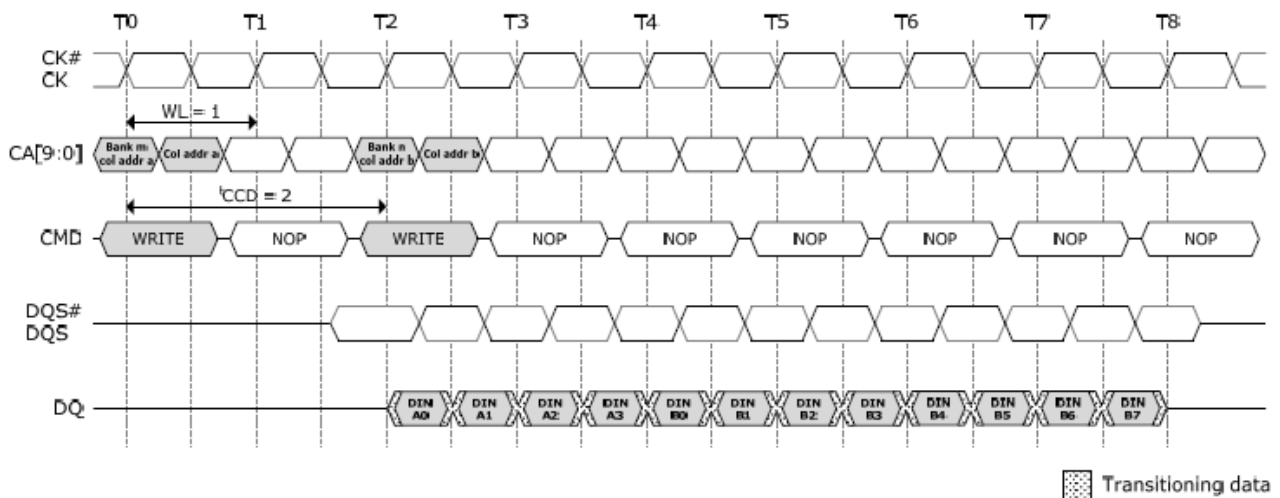 T0 T1 T2 T3 T4 T5 T6 T7 T8
CK#
CK
WL = 1
CA[9:0] Bank m col addr a Col addr a Bank n col addr b Col addr b
tCCD = 2
CMD WRITE NOP WRITE NOP NOP NOP NOP NOP NOP
DQS#
DQS
DQ DIN A0 DIN A1 DIN A2 DIN A3 DIN B0 DIN B1 DIN B2 DIN B3 DIN B4 DIN B5 DIN B6 DIN B7
Transitioning data